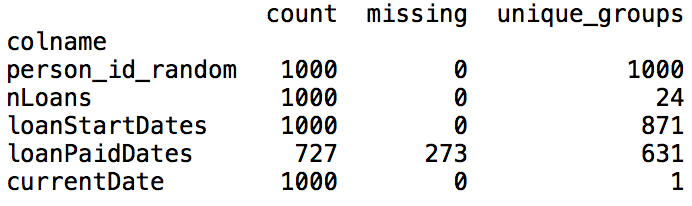 count missing unique_groups
colname
person_id_random 1000 0 1000
nLoans 1000 0 24
loanStartDates 1000 0 871
loanPaidDates 727 273 631
currentDate 1000 0 1